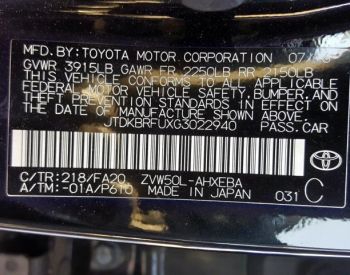 MFD. BY: TOYOTA MOTOR CORPORATION
GVWR 3915LB GAWR FR 2250LB RR 2150LB
THIS VEHICLE CONFORMS TO ALL APPLICABLE
FEDERAL MOTOR VEHICLE SAFETY, BUMPER, AND
THEFT PREVENTION STANDARDS IN EFFECT ON
THE DATE OF MANUFACTURE SHOWN ABOVE.
JTDKBRFUXG3022940 PASS.CAR
C/TR: 218/FA20 ZVW50L-AHXEBA
A/TM: -01A/P610 MADE IN JAPAN 031 C
TOYOTA